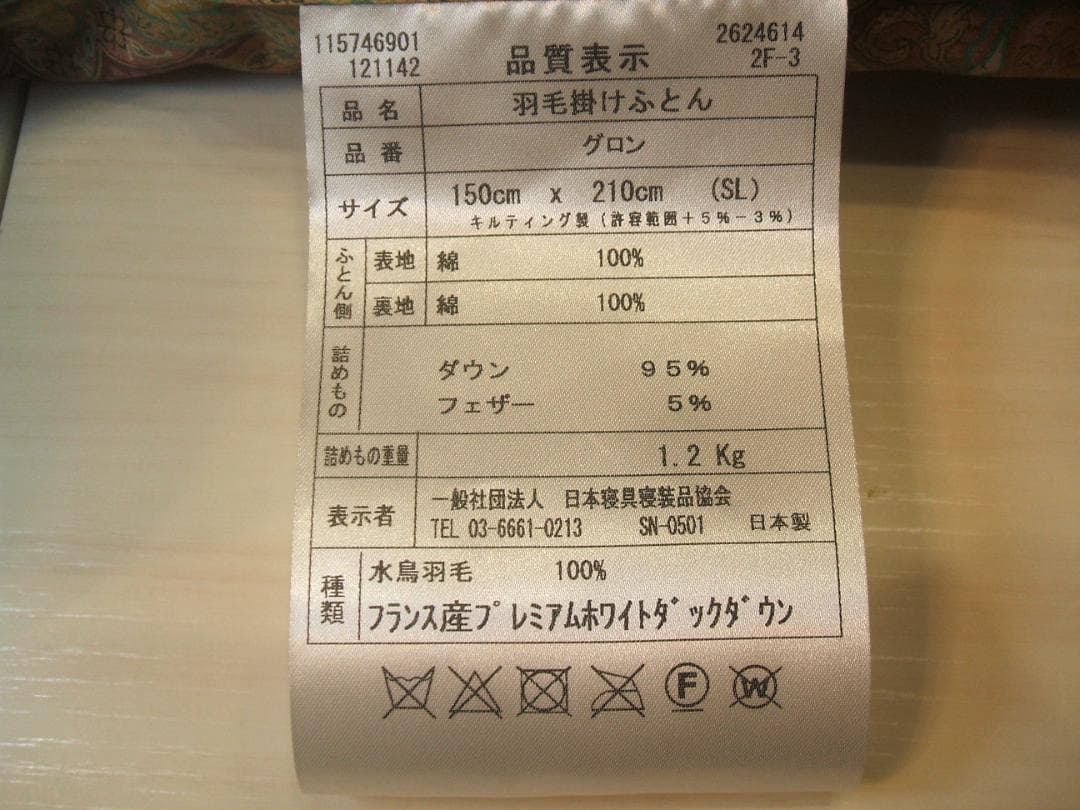 115746901
121142
品質表示
2624614
2F-3
品名 羽毛掛けふとん
品番 グロン
サイズ 150cm x 210cm (SL)
キルティング製(許容範囲+5%-3%)
ふとん側 表地 綿 100%
裏地 綿 100%
詰めもの ダウン 95%
フェザー 5%
詰めもの重量 1.2 Kg
表示者 一般社団法人 日本寝具寝装品協会
TEL 03-6661-0213 SN-0501 日本製
種類 水鳥羽毛 100%
フランス産プレミアムホワイトダックダウン
F W